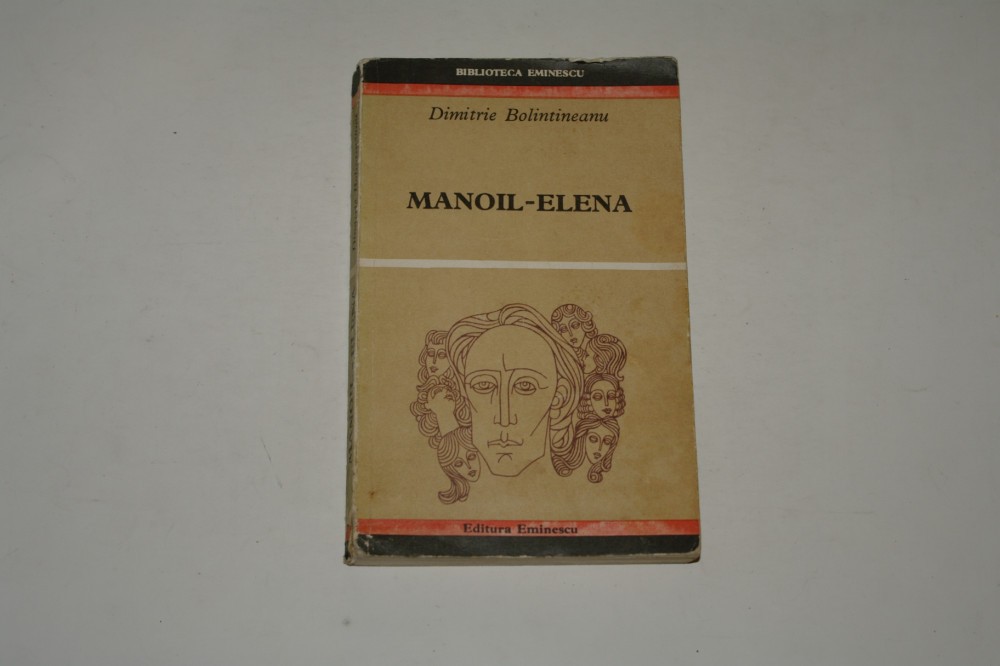 BIBLIOTECA EMINESCU
Dimitrie Bolintineanu
MANOIL-ELENA
Editura Eminescu